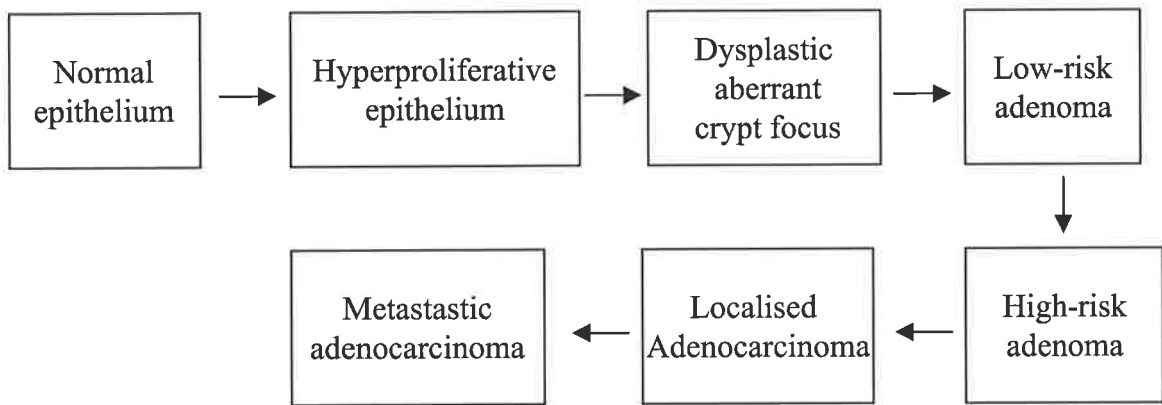 Normal
epithelium
Hyperproliferative
epithelium
Dysplastic
aberrant
crypt focus
Low-risk
adenoma
High-risk
adenoma
Localised
Adenocarcinoma
Metastastic
adenocarcinoma